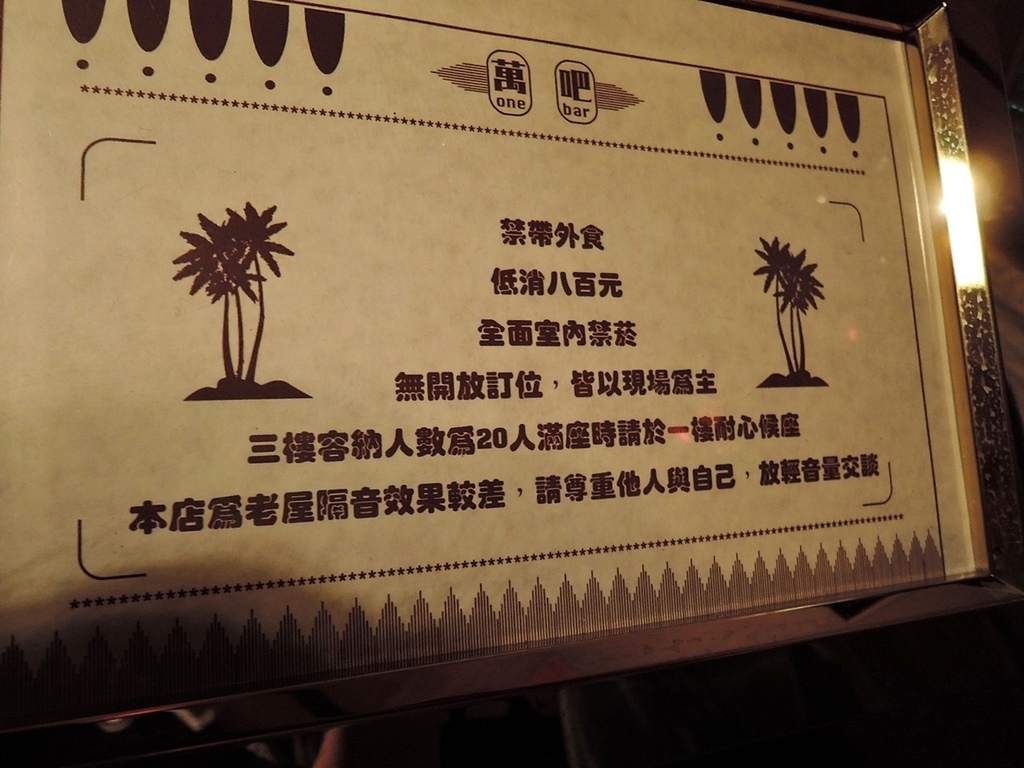 萬 吧
one bar
禁帶外食
低消八百元
全面室內禁菸
無開放訂位，皆以現場為主
三樓容納人數為20人滿座時請於一樓耐心候座
本店為老屋隔音效果較差，請尊重他人與自己，放輕音量交談